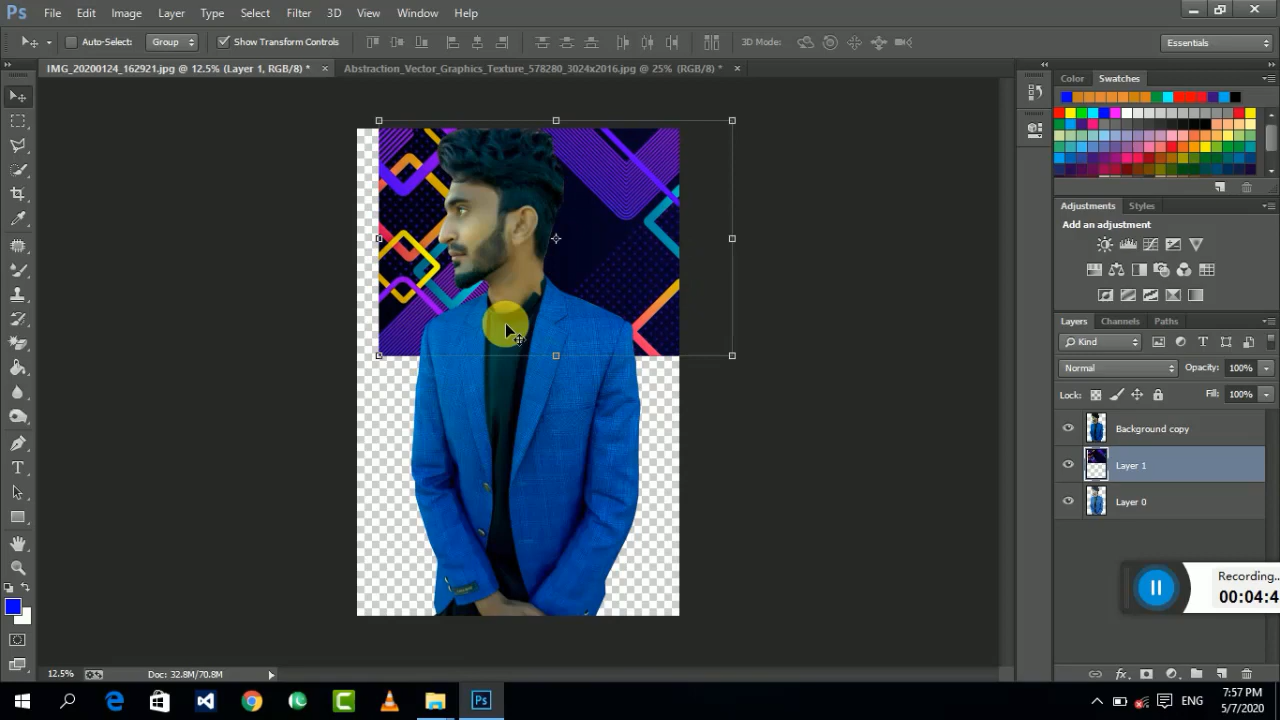 Ps File Edit Image Layer Type Select Filter 3D View Window Help
Auto-Select: Group Show Transform Controls 3D Mode: Essentials
IMG_20200124_162921.jpg @ 12.5% (Layer 1, RGB/8) * × Abstraction_Vector_Graphics_Texture_578280_3024x2016.jpg @ 25% (RGB/8) * ×
Color Swatches
Adjustments Styles
Add an adjustment
Layers Channels Paths
Kind
Normal Opacity: 100%
Lock: Fill: 100%
Background copy
Layer 1
Layer 0
Recording..
00:04:4
12.5% Doc: 32.8M/70.8M
Ps ENG 7:57 PM
5/7/2020